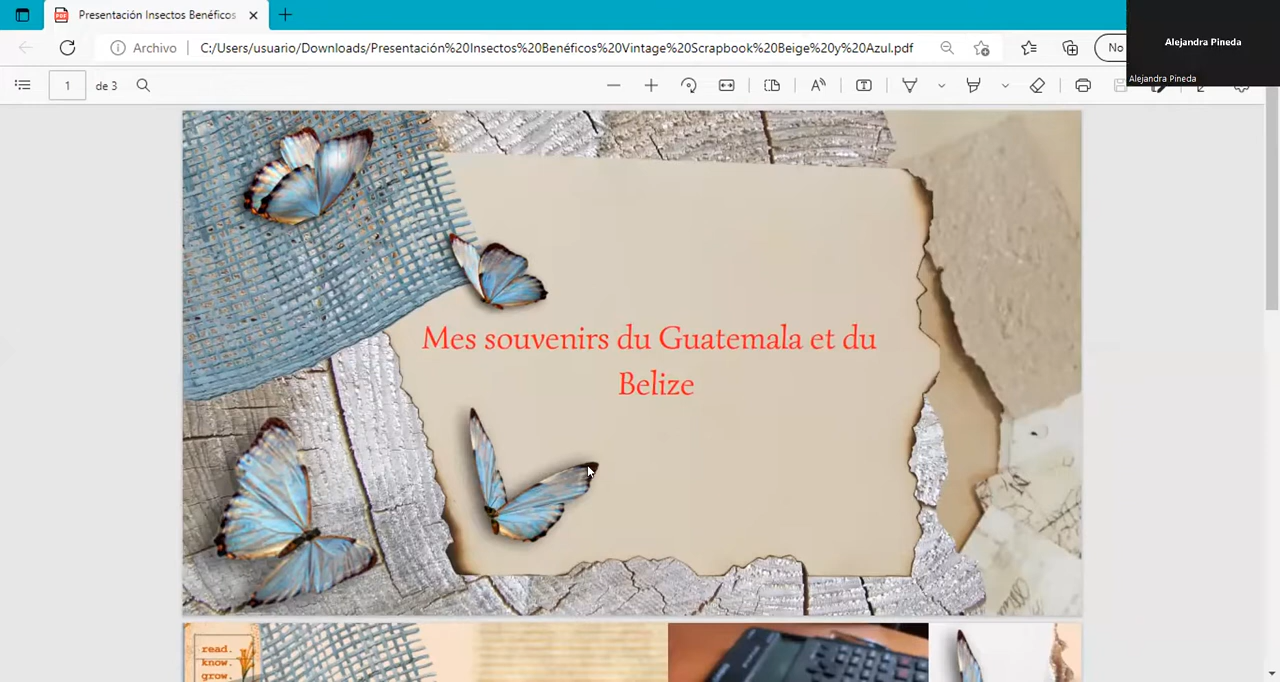 Presentación Insectos Benéficos
Archivo
C:/Users/usuario/Downloads/Presentación%20Insectos%20Benéficos%20Vintage%20Scrapbook%20Beige%20y%20Azul.pdf
No
Alejandra Pineda
Alejandra Pineda
1 de 3
Mes souvenirs du Guatemala et du
Belize
read.
know.
grow.